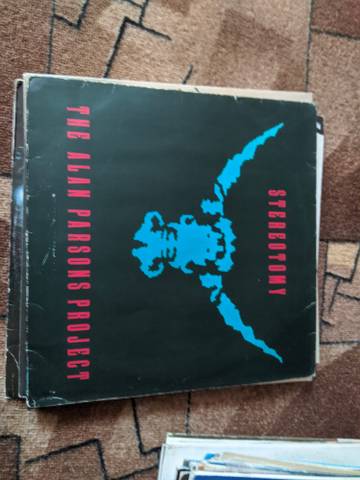 STEREOTOMY
THE ALAN PARSONS PROJECT